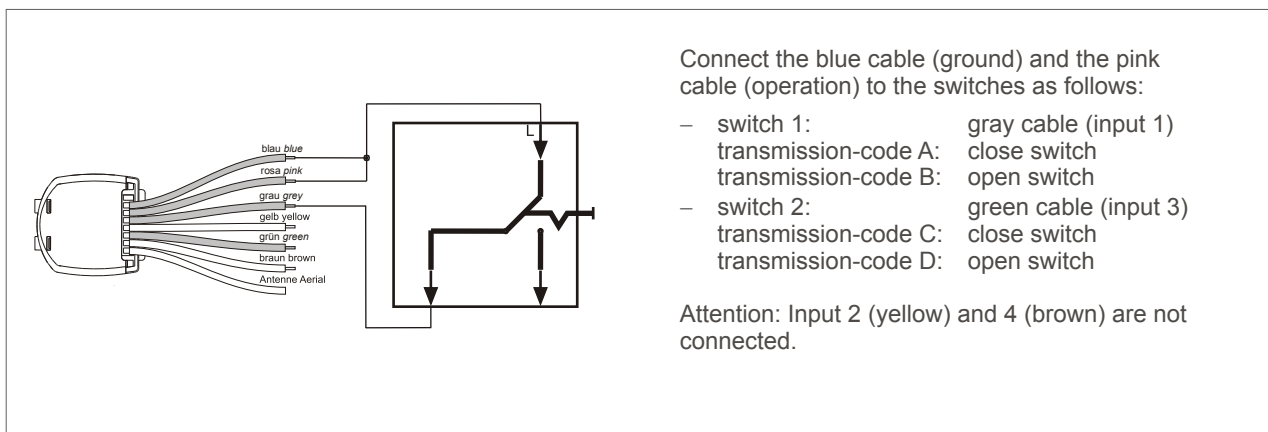 blau blue
rosa pink
grau grey
gelb yellow
grün green
braun brown
Antenne Aerial
L
Connect the blue cable (ground) and the pink
cable (operation) to the switches as follows:
– switch 1: gray cable (input 1)
transmission-code A: close switch
transmission-code B: open switch
– switch 2: green cable (input 3)
transmission-code C: close switch
transmission-code D: open switch
Attention: Input 2 (yellow) and 4 (brown) are not
connected.